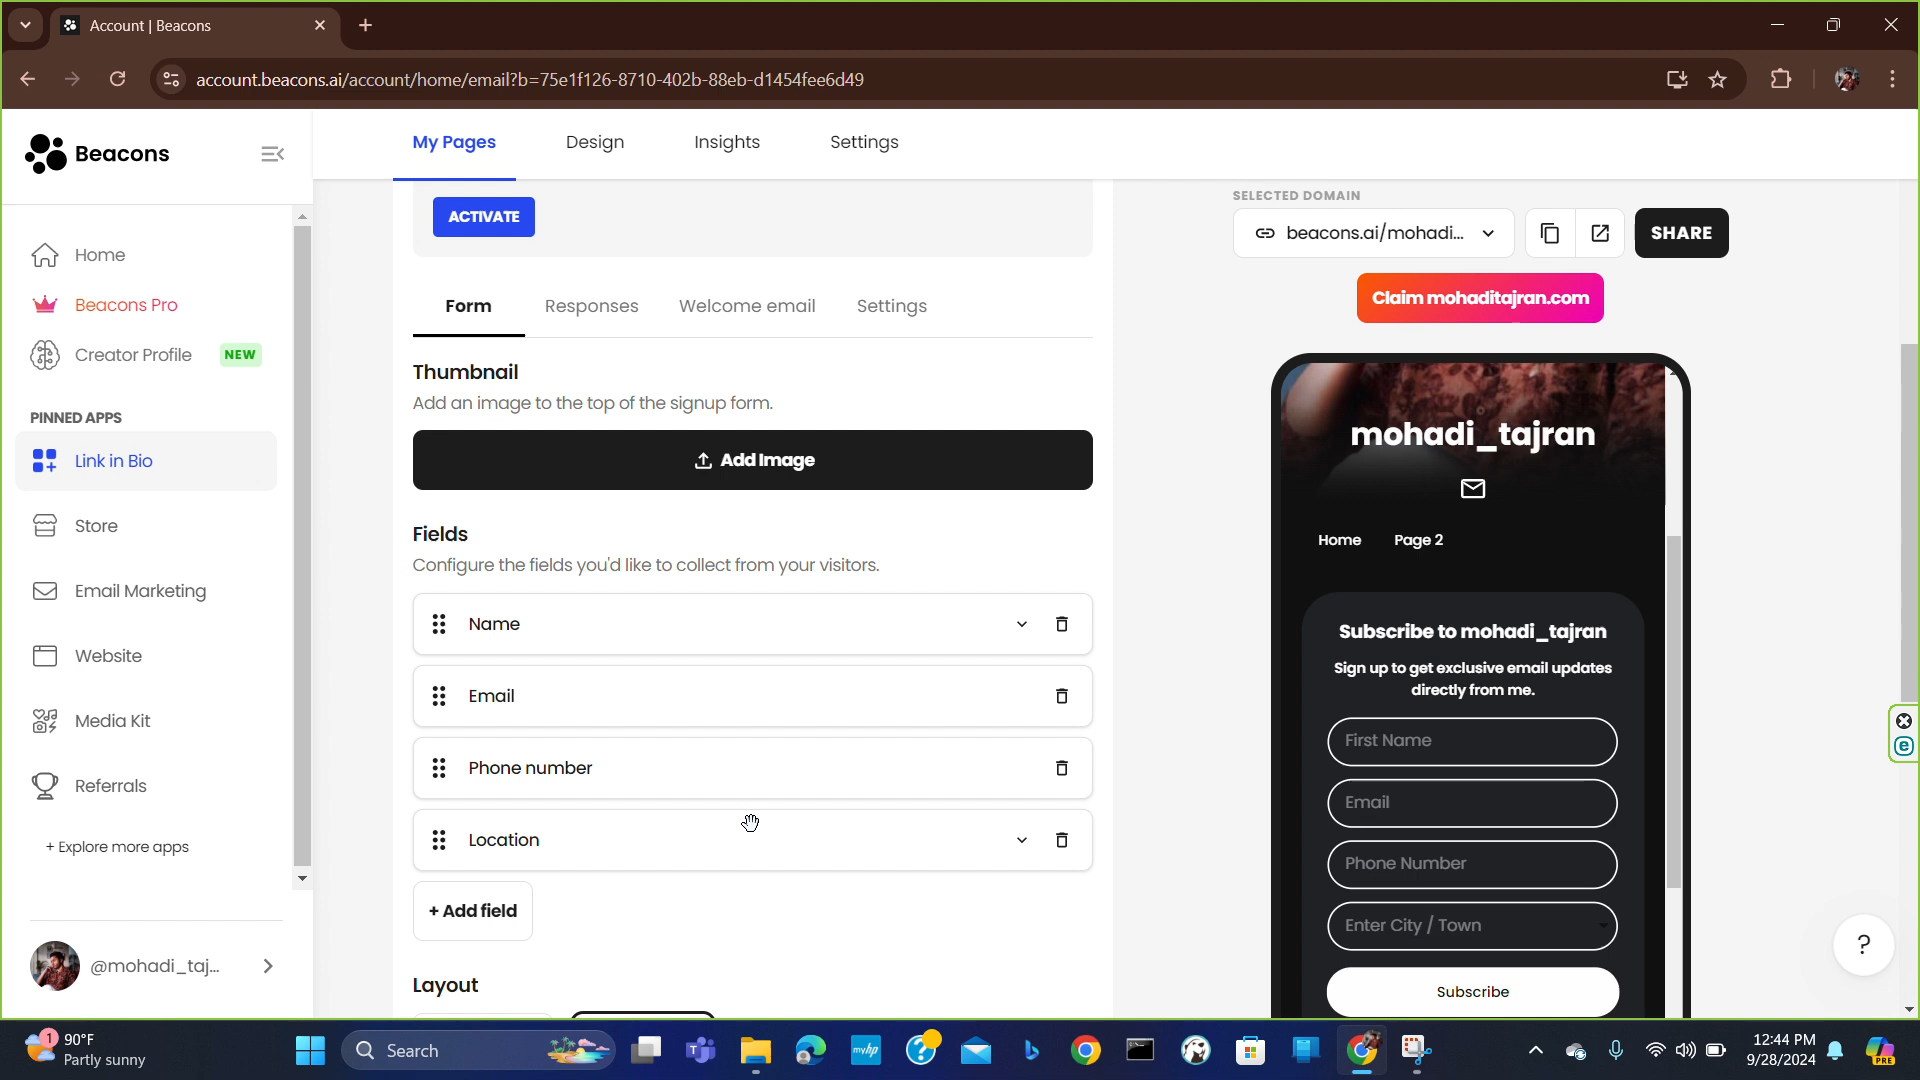 Account | Beacons
account.beacons.ai/account/home/email?b=75e1f126-8710-402b-88eb-d1454fee6d49
Beacons
My Pages
Design
Insights
Settings
Home
Beacons Pro
Creator Profile
NEW
PINNED APPS
Link in Bio
Store
Email Marketing
Website
Media Kit
Referrals
+ Explore more apps
@mohadi_taj...
ACTIVATE
Form
Responses
Welcome email
Settings
Thumbnail
Add an image to the top of the signup form.
Add Image
Fields
Configure the fields you'd like to collect from your visitors.
Name
Email
Phone number
Location
+ Add field
Layout
SELECTED DOMAIN
beacons.ai/mohadi...
SHARE
Claim mohaditajran.com
mohadi_tajran
Home
Page 2
Subscribe to mohadi_tajran
Sign up to get exclusive email updates
directly from me.
First Name
Email
Phone Number
Enter City / Town
Subscribe
?
e
1
90°F
Partly sunny
Search
myhp
12:44 PM
9/28/2024
PRE